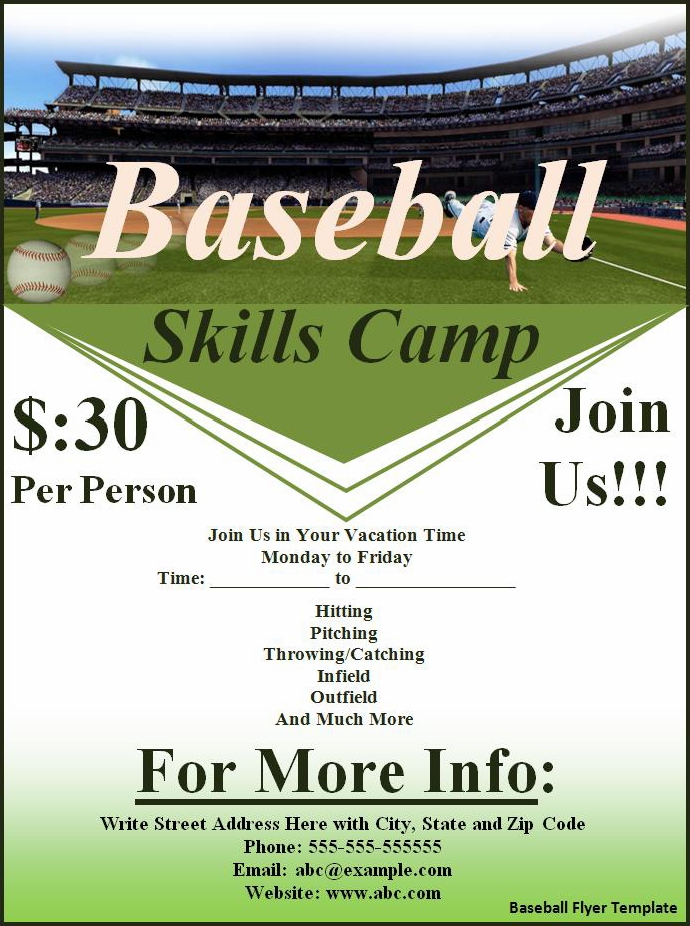 Baseball
Skills Camp
$:30
Per Person
Join
Us!!!
Join Us in Your Vacation Time
Monday to Friday
Time: ____________ to ________________
Hitting
Pitching
Throwing/Catching
Infield
Outfield
And Much More
For More Info:
Write Street Address Here with City, State and Zip Code
Phone: 555-555-555555
Email: abc@example.com
Website: www.abc.com
Baseball Flyer Template